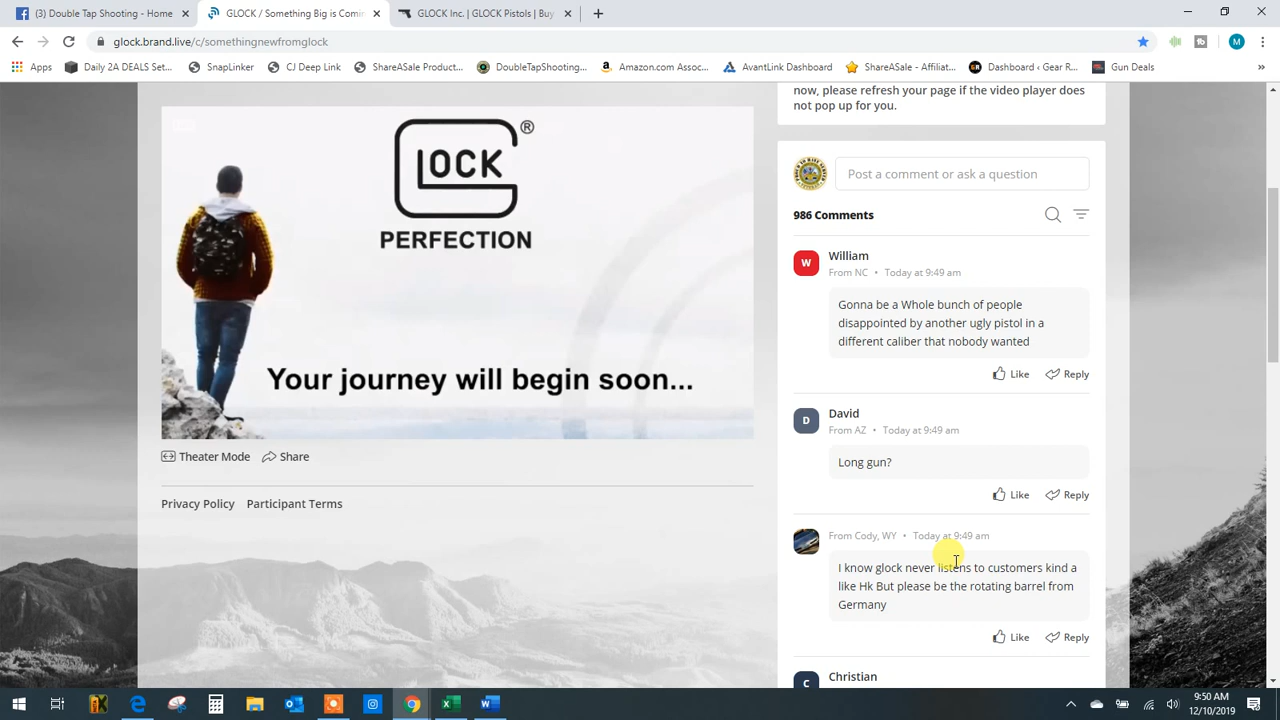 (3) Double Tap Shooting - Home
GLOCK / Something Big is Comin
GLOCK Inc. | GLOCK Pistols | Buy
glock.brand.live/c/somethingnewfromglock
M
Apps
Daily 2A DEALS Set...
SnapLinker
CJ Deep Link
ShareASale Produc...
DoubleTapShooting...
Amazon.com Assoc...
AvantLink Dashboard
ShareASale - Affiliat...
Dashboard ‹ Gear R...
Gun Deals
»
now, please refresh your page if the video player does
not pop up for you.
GLOCK ®
PERFECTION
Your journey will begin soon...
Theater Mode
Share
Privacy Policy
Participant Terms
Post a comment or ask a question
986 Comments
W
William
From NC • Today at 9:49 am
Gonna be a Whole bunch of people
disappointed by another ugly pistol in a
different caliber that nobody wanted
Like
Reply
D
David
From AZ • Today at 9:49 am
Long gun?
Like
Reply
From Cody, WY • Today at 9:49 am
I know glock never listens to customers kind a
like Hk But please be the rotating barrel from
Germany
Like
Reply
C
Christian
9:50 AM
12/10/2019